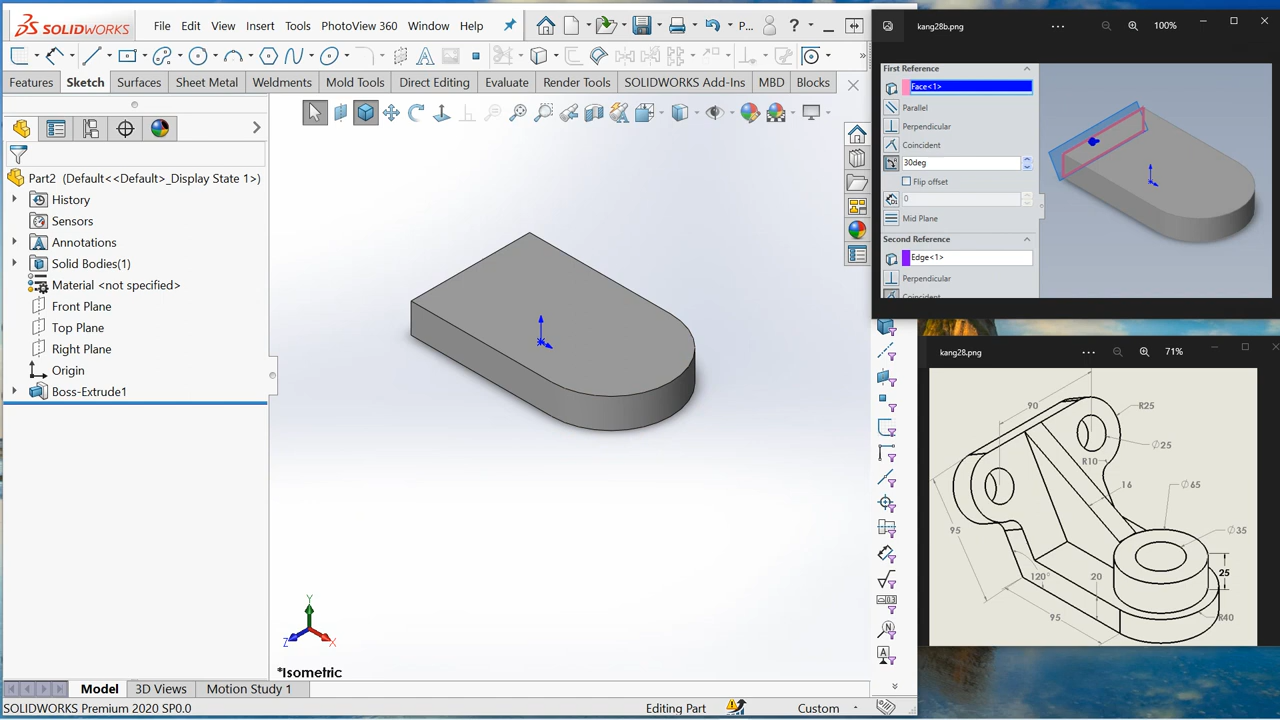 SOLIDWORKS File Edit View Insert Tools PhotoView 360 Window Help P... ?
Features Sketch Surfaces Sheet Metal Weldments Mold Tools Direct Editing Evaluate Render Tools SOLIDWORKS Add-Ins MBD Blocks
Part2 (Default<<Default>_Display State 1>)
History
Sensors
Annotations
Solid Bodies(1)
Material <not specified>
Front Plane
Top Plane
Right Plane
Origin
Boss-Extrude1
Y
Z
X
*Isometric
Model 3D Views Motion Study 1
SOLIDWORKS Premium 2020 SP0.0 Editing Part Custom
kang28b.png ... 100%
First Reference
Face<1>
Parallel
Perpendicular
Coincident
30deg
Flip offset
0
Mid Plane
Second Reference
Edge<1>
Perpendicular
Coincident
kang28.png ... 71%
90
R25
∅25
R10
16
∅65
95
∅35
25
120°
20
95
R40